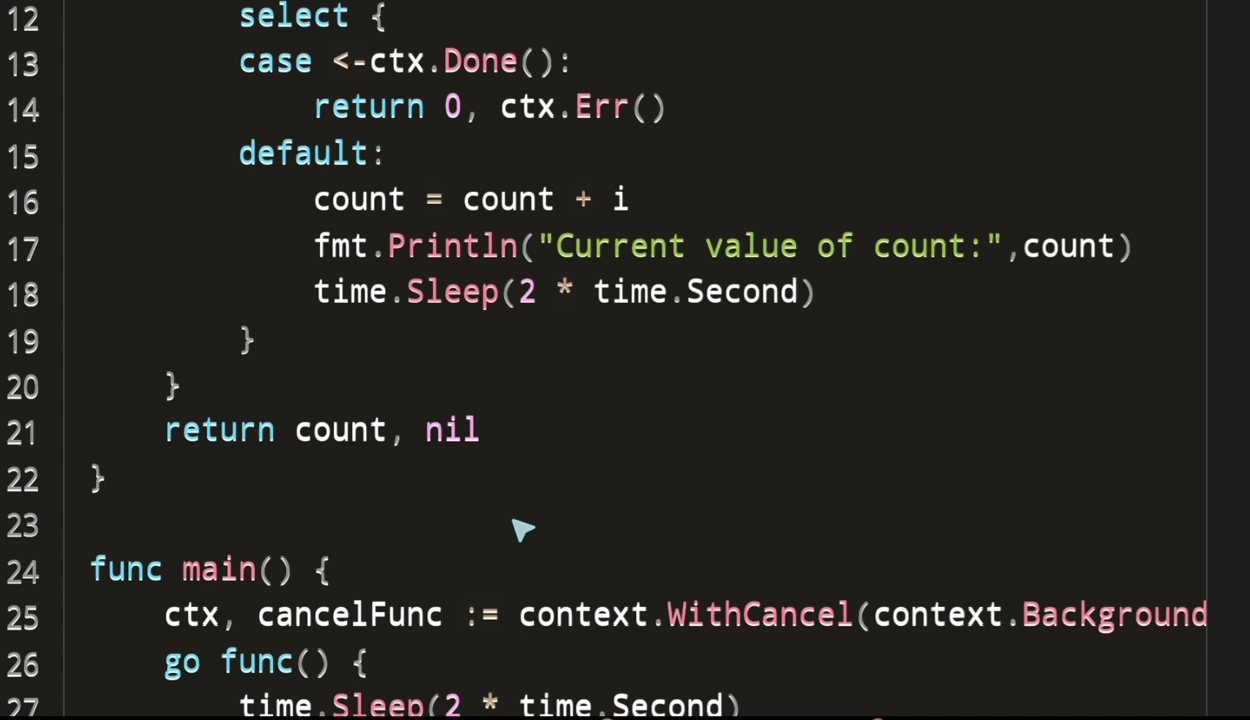 12 select {
13 case <-ctx.Done():
14 return 0, ctx.Err()
15 default:
16 count = count + i
17 fmt.Println("Current value of count:",count)
18 time.Sleep(2 * time.Second)
19 }
20 }
21 return count, nil
22 }
23
24 func main() {
25 ctx, cancelFunc := context.WithCancel(context.Background
26 go func() {
27 time.Sleep(2 * time.Second)